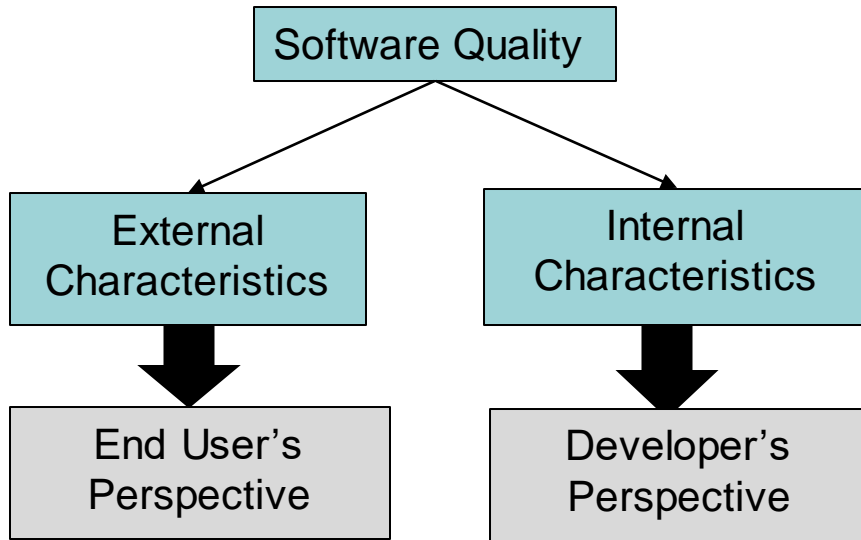 Software Quality
External
Characteristics
Internal
Characteristics
End User’s
Perspective
Developer’s
Perspective